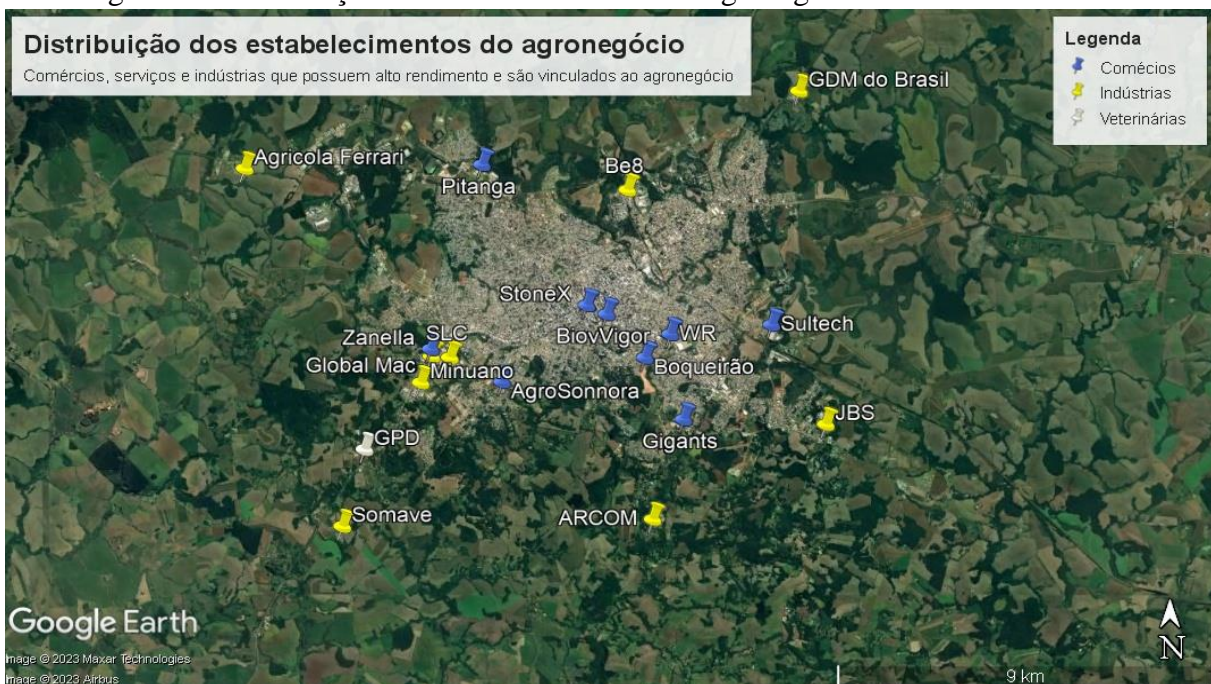 Distribuição dos estabelecimentos do agronegócio
Comércios, serviços e indústrias que possuem alto rendimento e são vinculados ao agronegócio
Legenda
Comécios
Indústrias
Veterinárias
GDM do Brasil
Agricola Ferrari
Pitanga
Be8
StoneX
BiovVigor
WR
Sultech
Zanella
SLC
Boqueirão
Global Mac
Minuano
AgroSonnora
JBS
Gigants
GPD
Somave
ARCOM
Google Earth
Image © 2023 Maxar Technologies
Image © 2023 Airbus
9 km
N